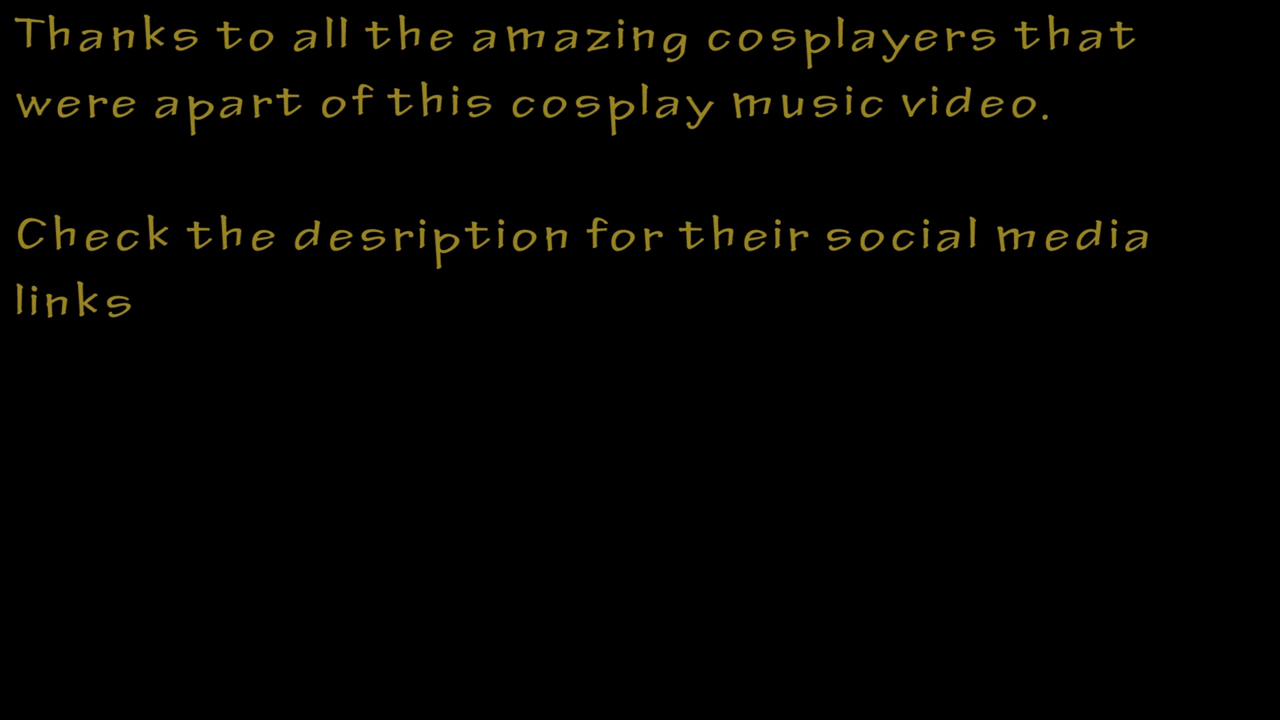 Thanks to all the amazing cosplayers that
were apart of this cosplay music video.
Check the desription for their social media
links